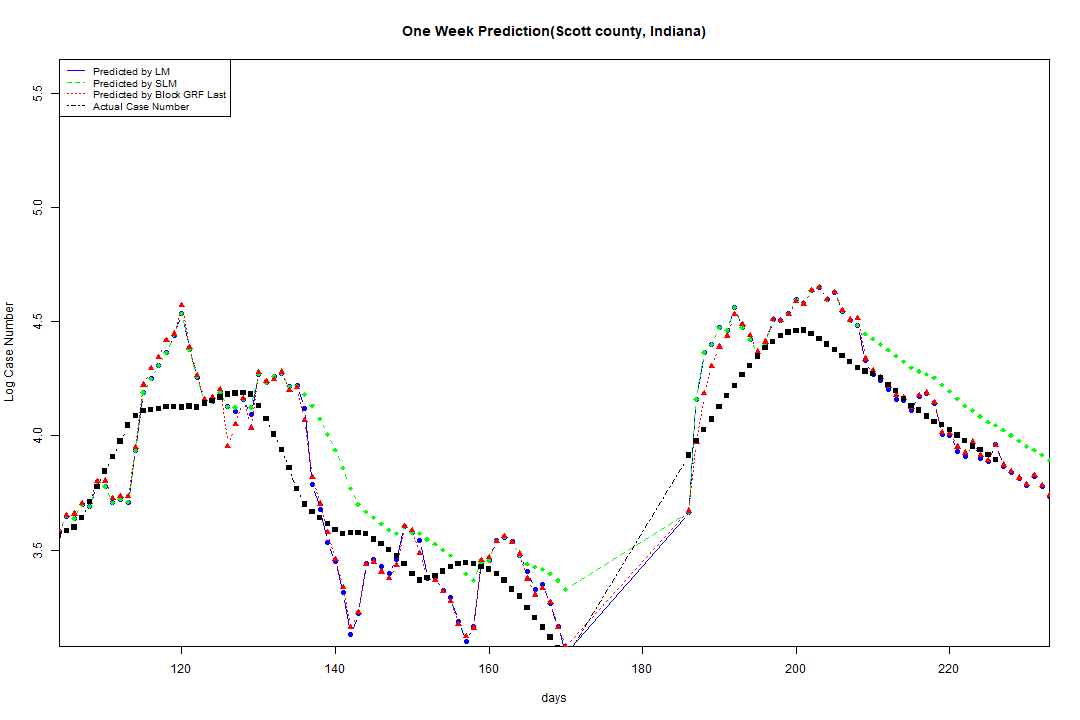 One Week Prediction(Scott county, Indiana)
Predicted by LM
Predicted by SLM
Predicted by Block GRF Last
Actual Case Number
5.5
5.0
4.5
4.0
3.5
Log Case Number
120
140
160
180
200
220
days